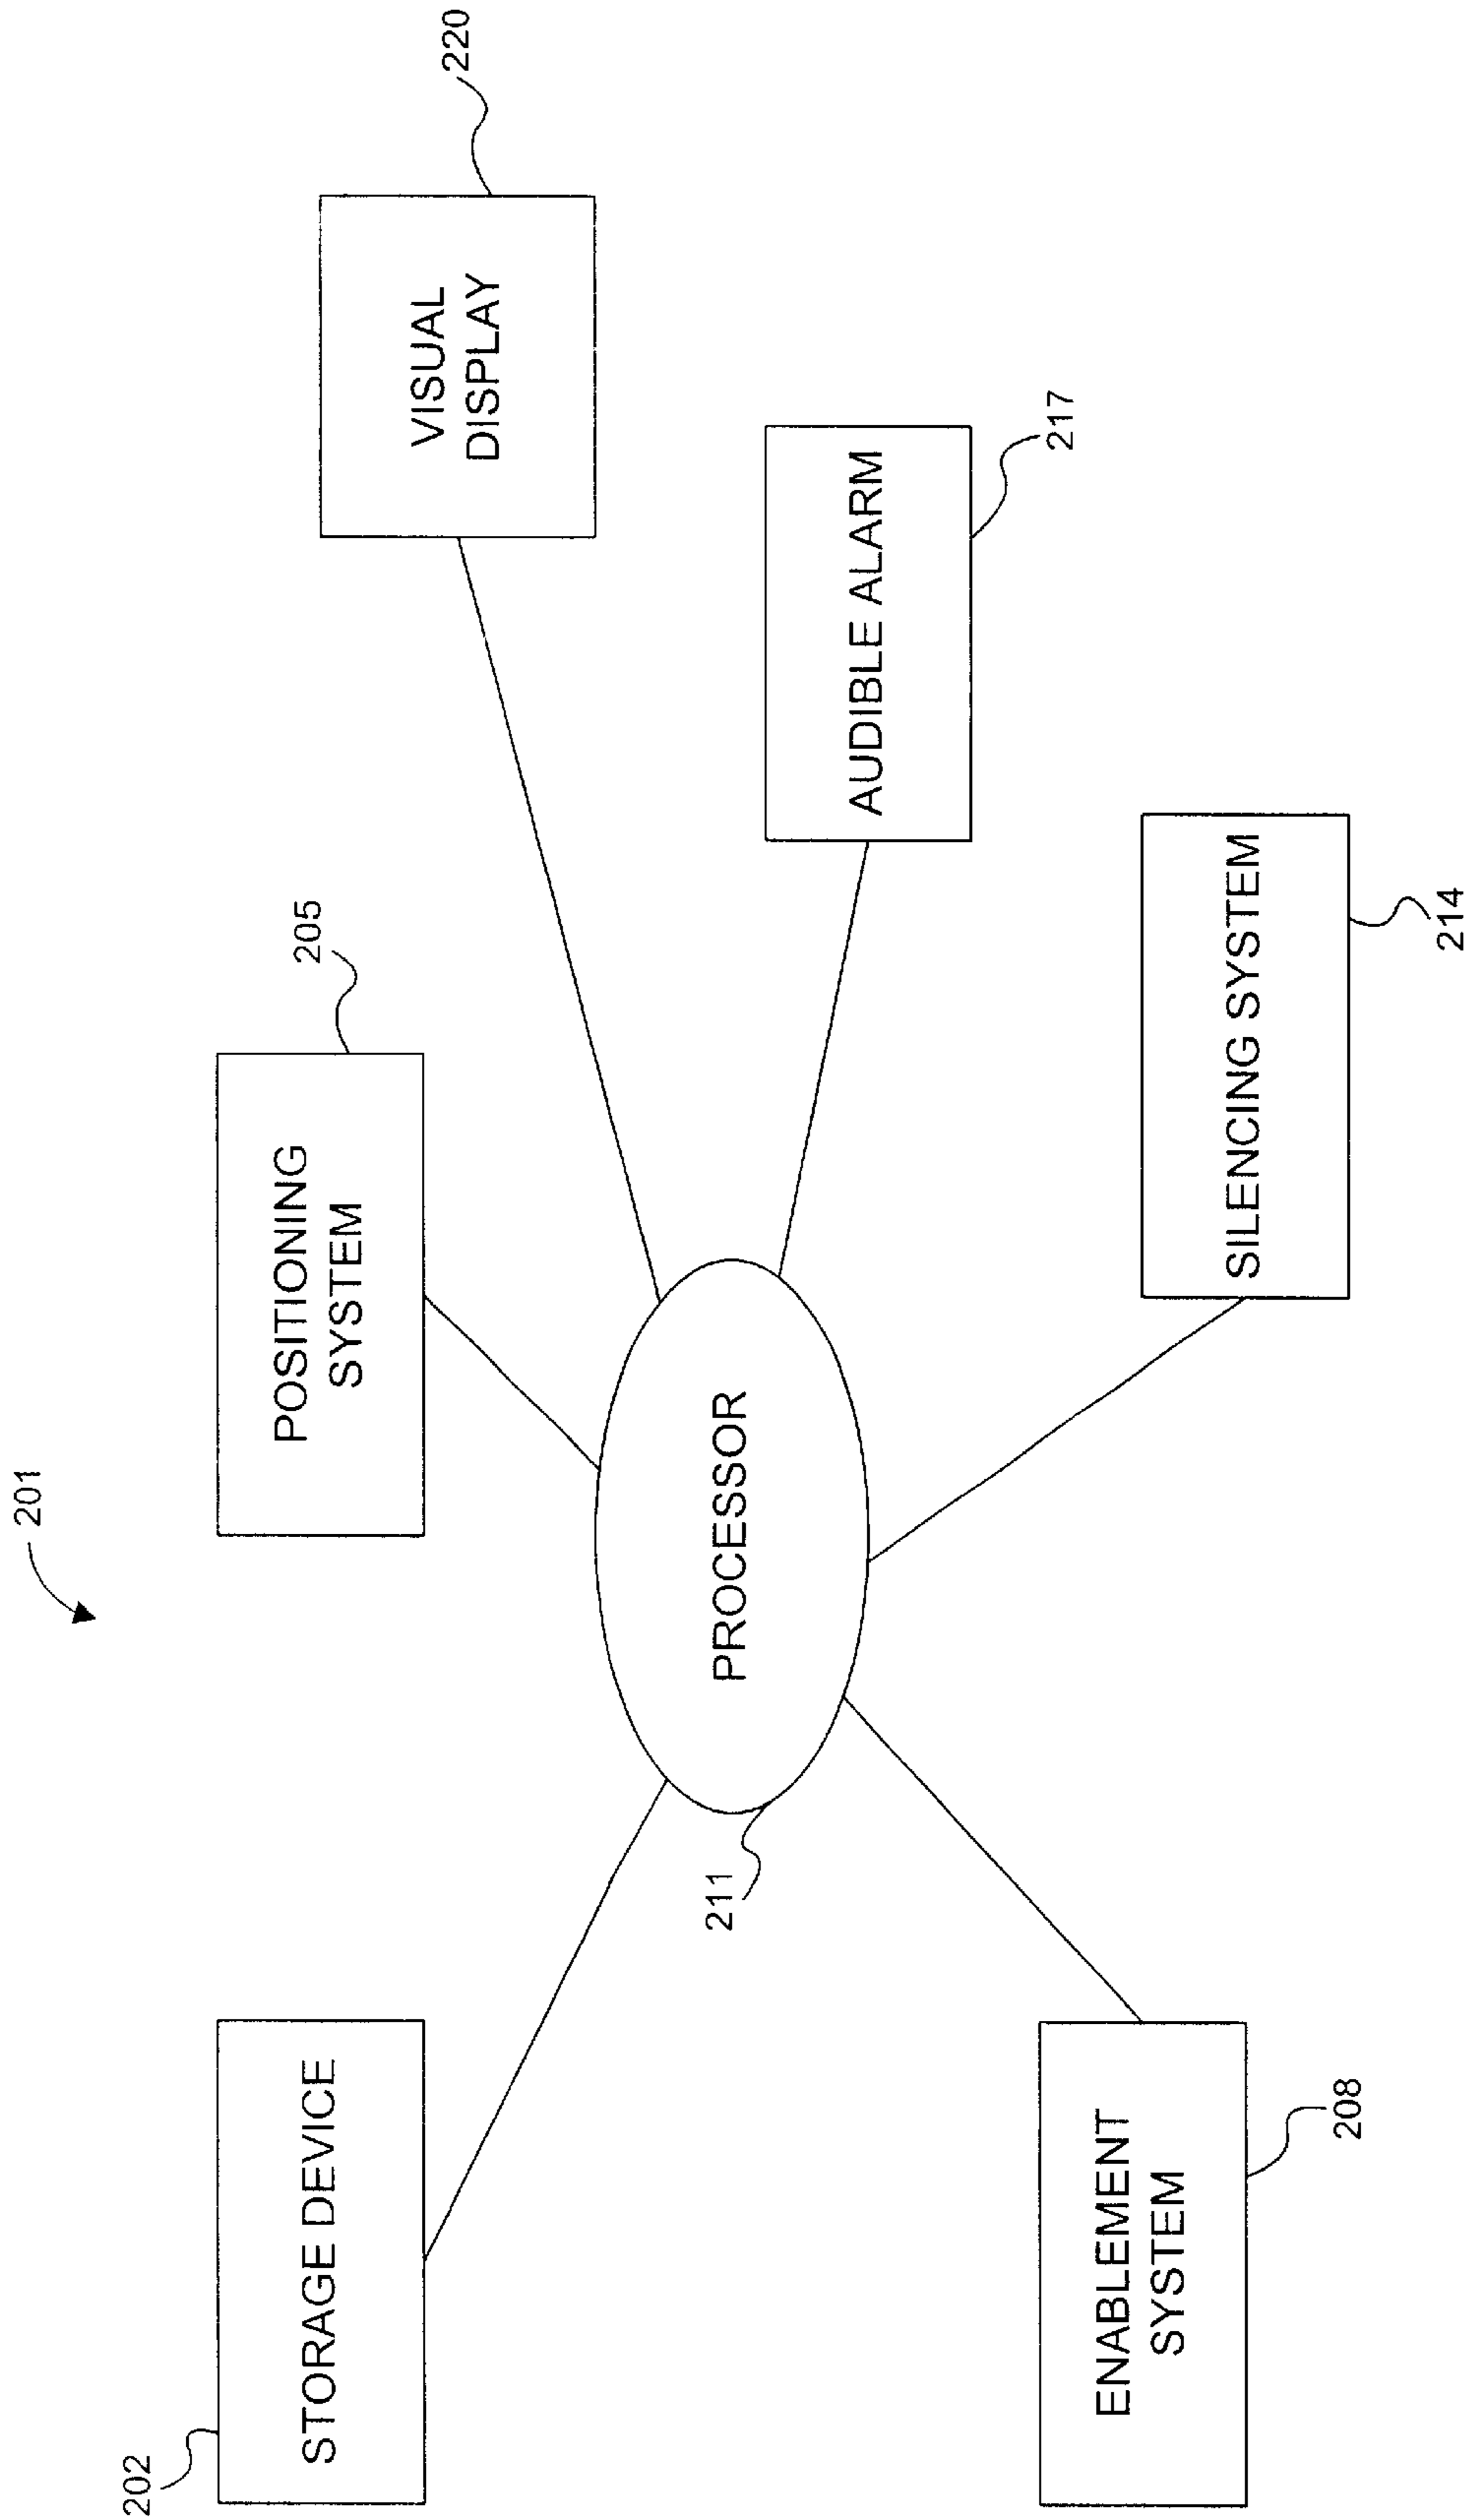 201
202
STORAGE DEVICE
POSITIONING
SYSTEM
205
VISUAL
DISPLAY
220
211
PROCESSOR
AUDIBLE ALARM
217
ENABLEMENT
SYSTEM
208
SILENCING SYSTEM
214